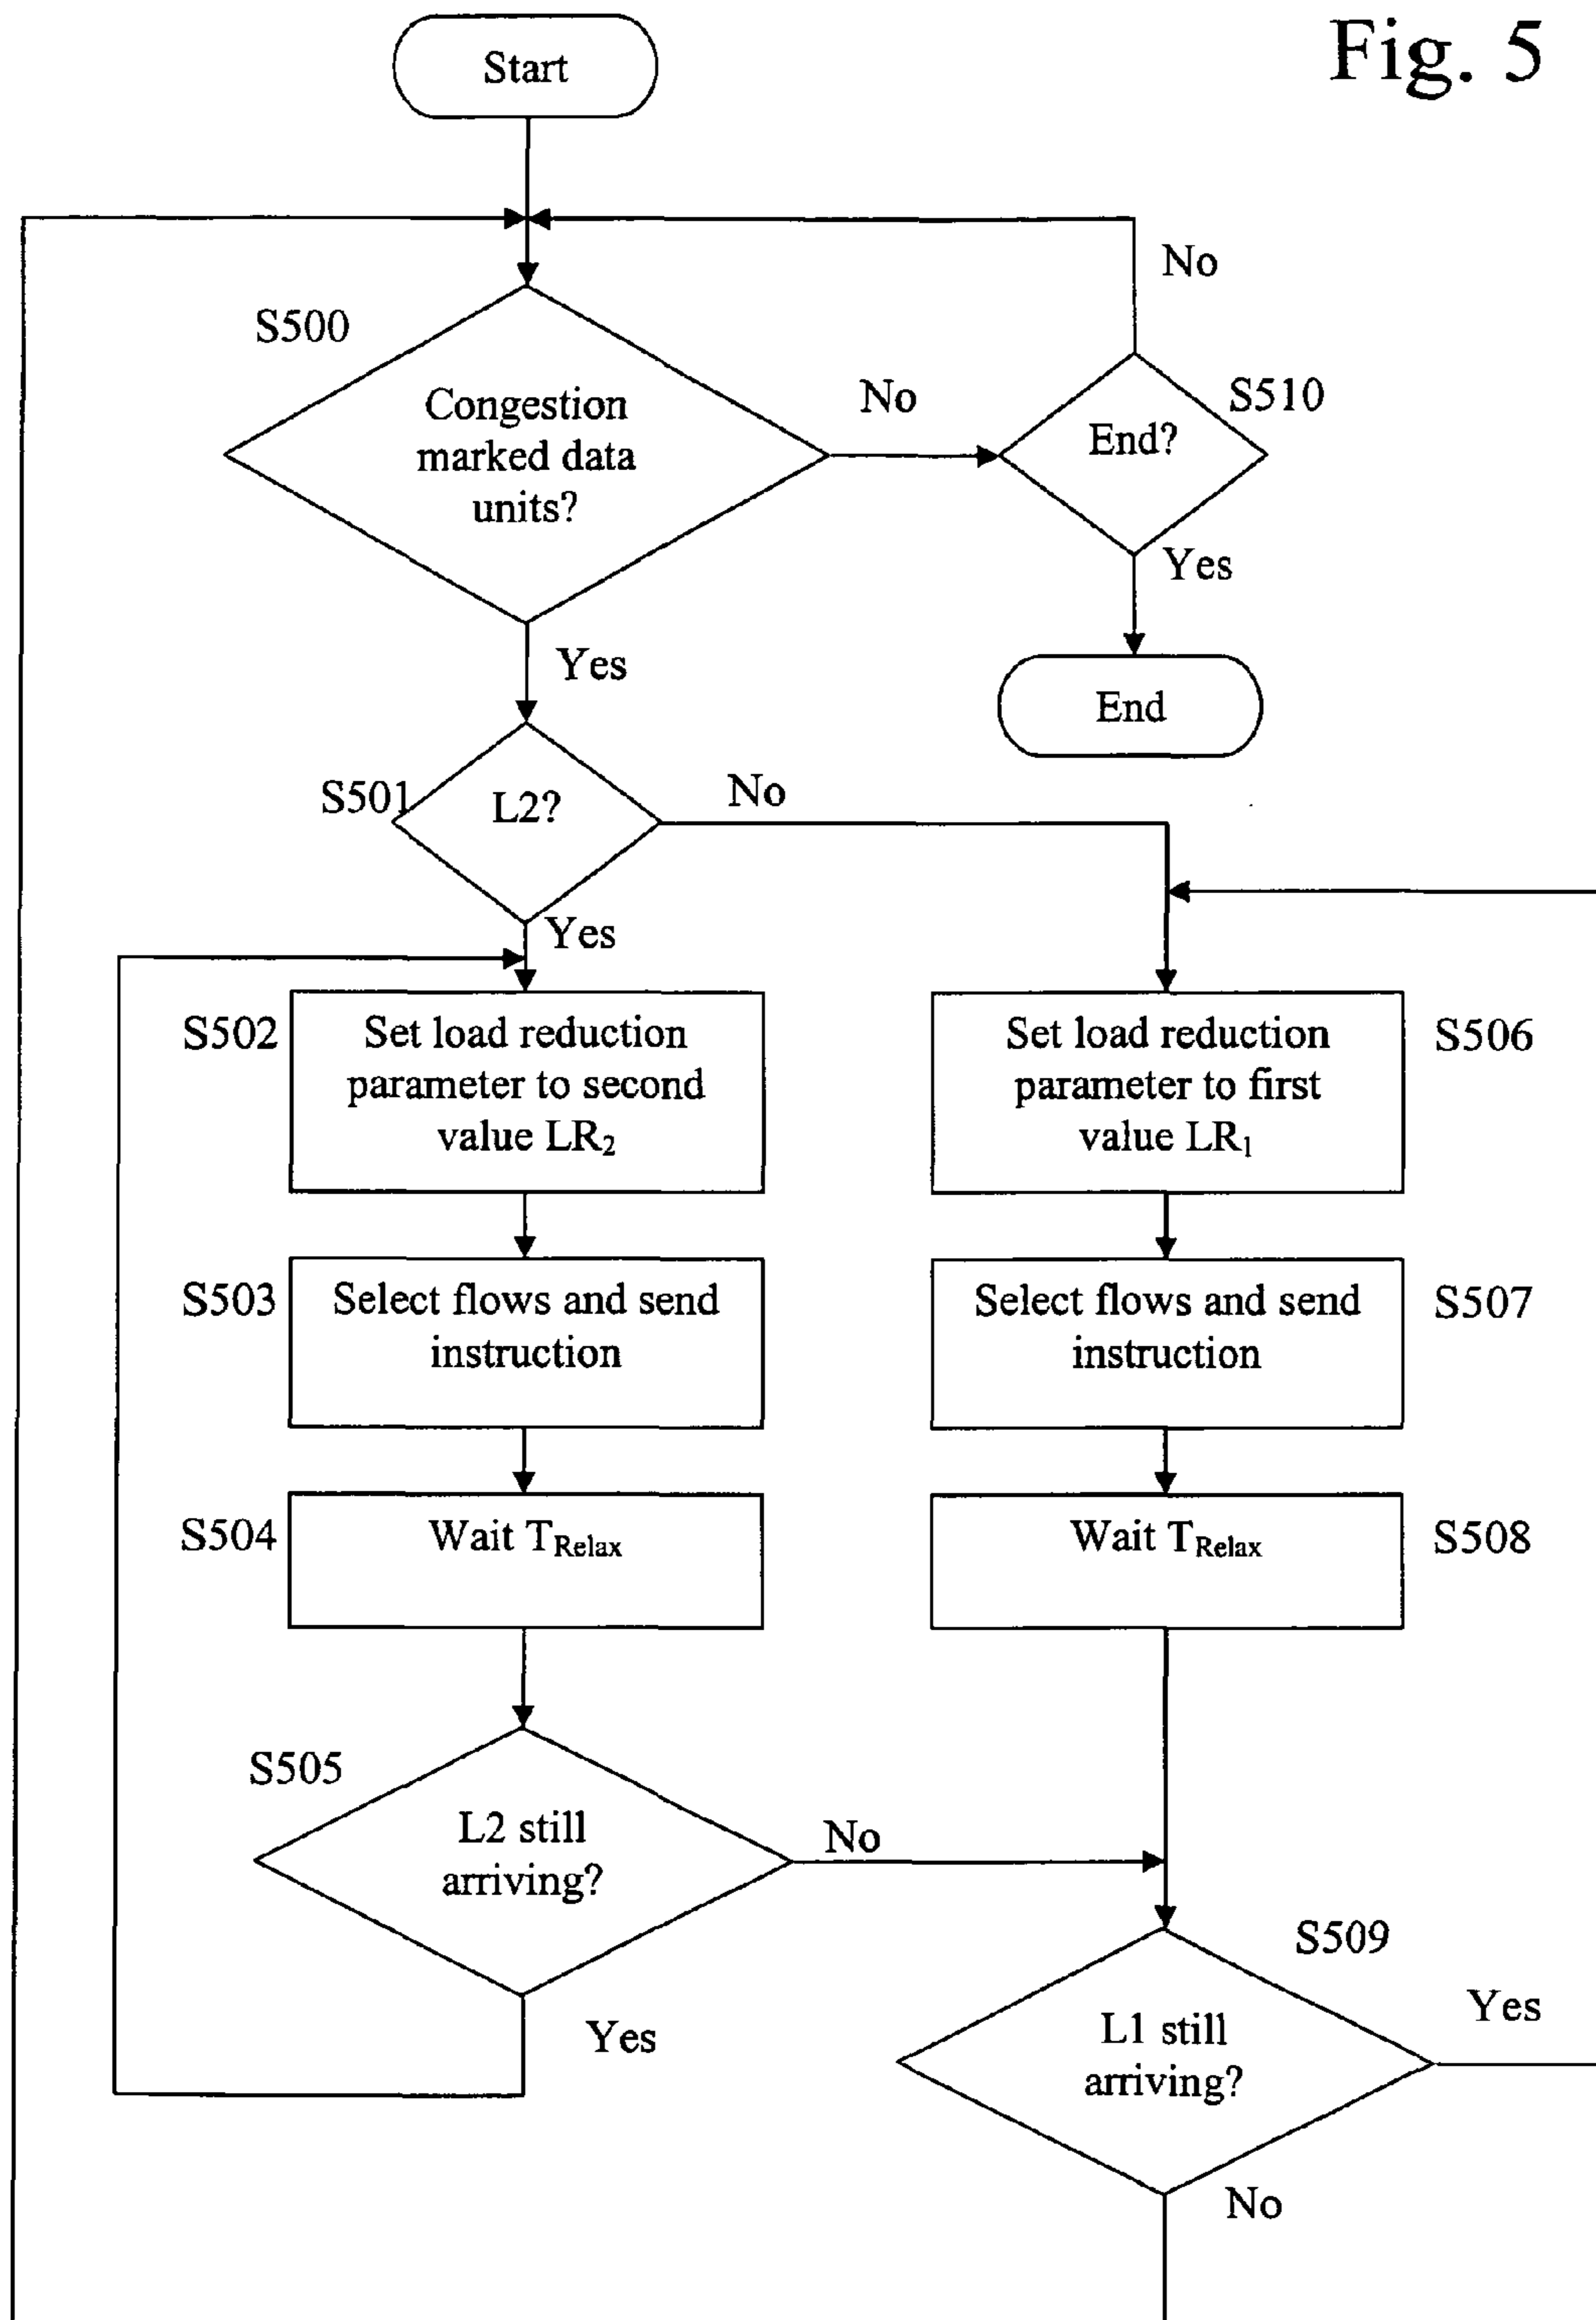 Fig. 5
Start
No
S500
Congestion
marked data
units?
No
S510
End?
Yes
Yes
End
S501
L2?
No
Yes
S502
Set load reduction
parameter to second
value LR₂
Set load reduction
parameter to first
value LR₁
S506
S503
Select flows and send
instruction
Select flows and send
instruction
S507
S504
Wait T_Relax
Wait T_Relax
S508
S505
L2 still
arriving?
No
Yes
S509
L1 still
arriving?
Yes
No